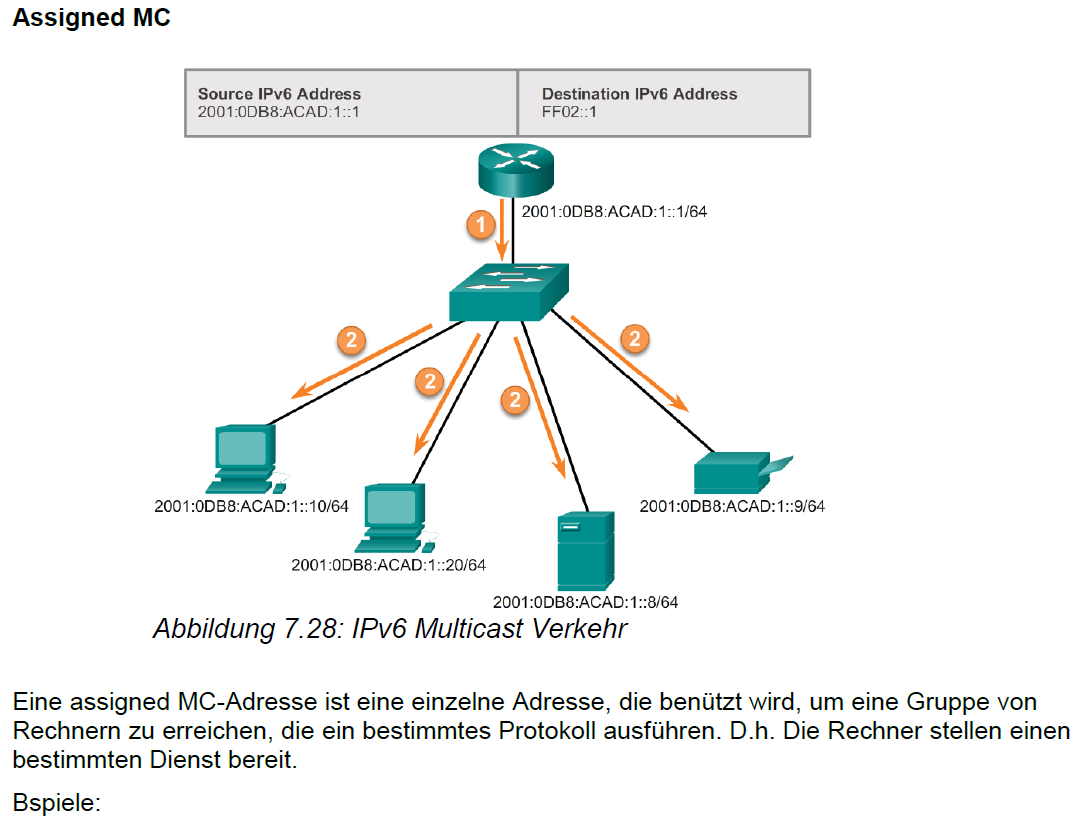 Assigned MC
Source IPv6 Address
2001:0DB8:ACAD:1::1
Destination IPv6 Address
FF02::1
2001:0DB8:ACAD:1::1/64
1
2
2
2
2
2001:0DB8:ACAD:1::10/64
2001:0DB8:ACAD:1::20/64
2001:0DB8:ACAD:1::8/64
2001:0DB8:ACAD:1::9/64
Abbildung 7.28: IPv6 Multicast Verkehr
Eine assigned MC-Adresse ist eine einzelne Adresse, die benützt wird, um eine Gruppe von
Rechnern zu erreichen, die ein bestimmtes Protokoll ausführen. D.h. Die Rechner stellen einen
bestimmten Dienst bereit.
Bspiele: